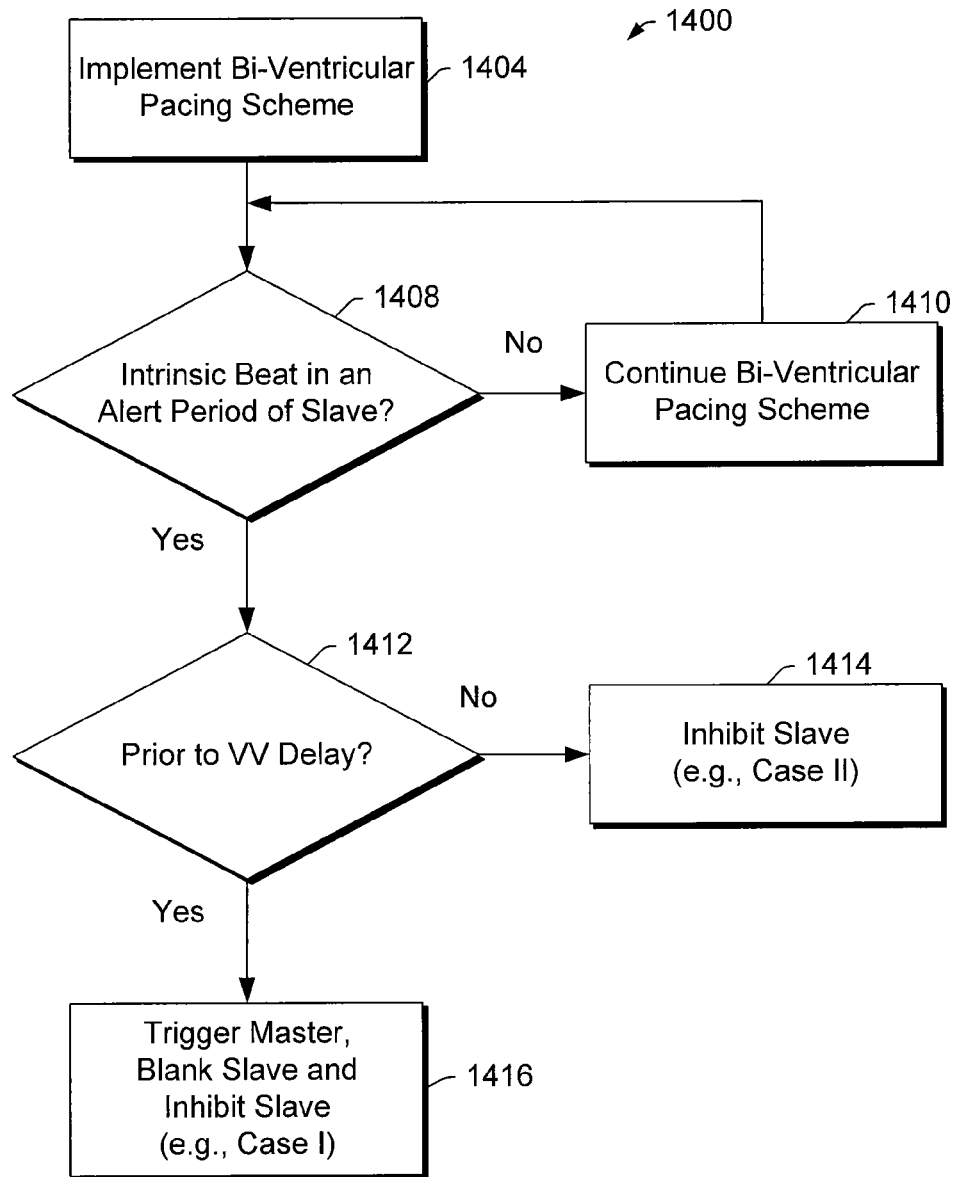 1400
Implement Bi-Ventricular
Pacing Scheme
1404
1408
Intrinsic Beat in an
Alert Period of Slave?
No
1410
Continue Bi-Ventricular
Pacing Scheme
Yes
1412
Prior to VV Delay?
No
1414
Inhibit Slave
(e.g., Case II)
Yes
Trigger Master,
Blank Slave and
Inhibit Slave
(e.g., Case I)
1416